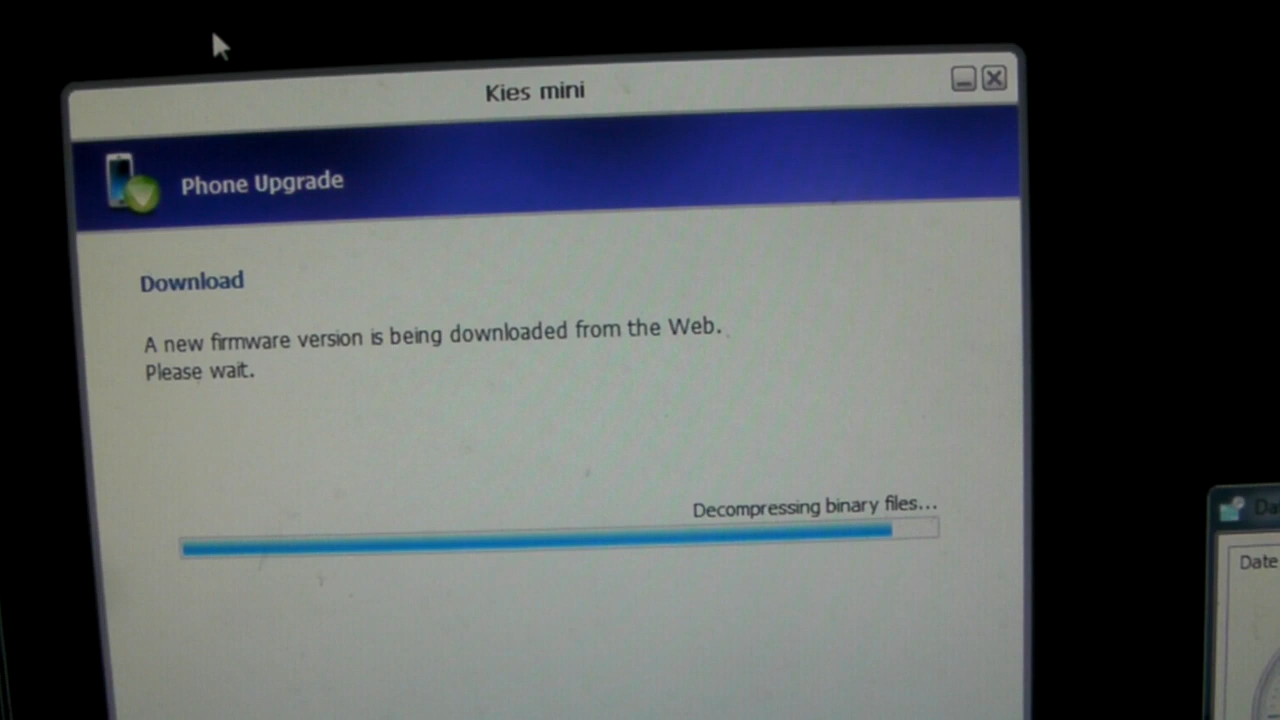 Kies mini
Phone Upgrade
Download
A new firmware version is being downloaded from the Web.
Please wait.
Decompressing binary files...
Date